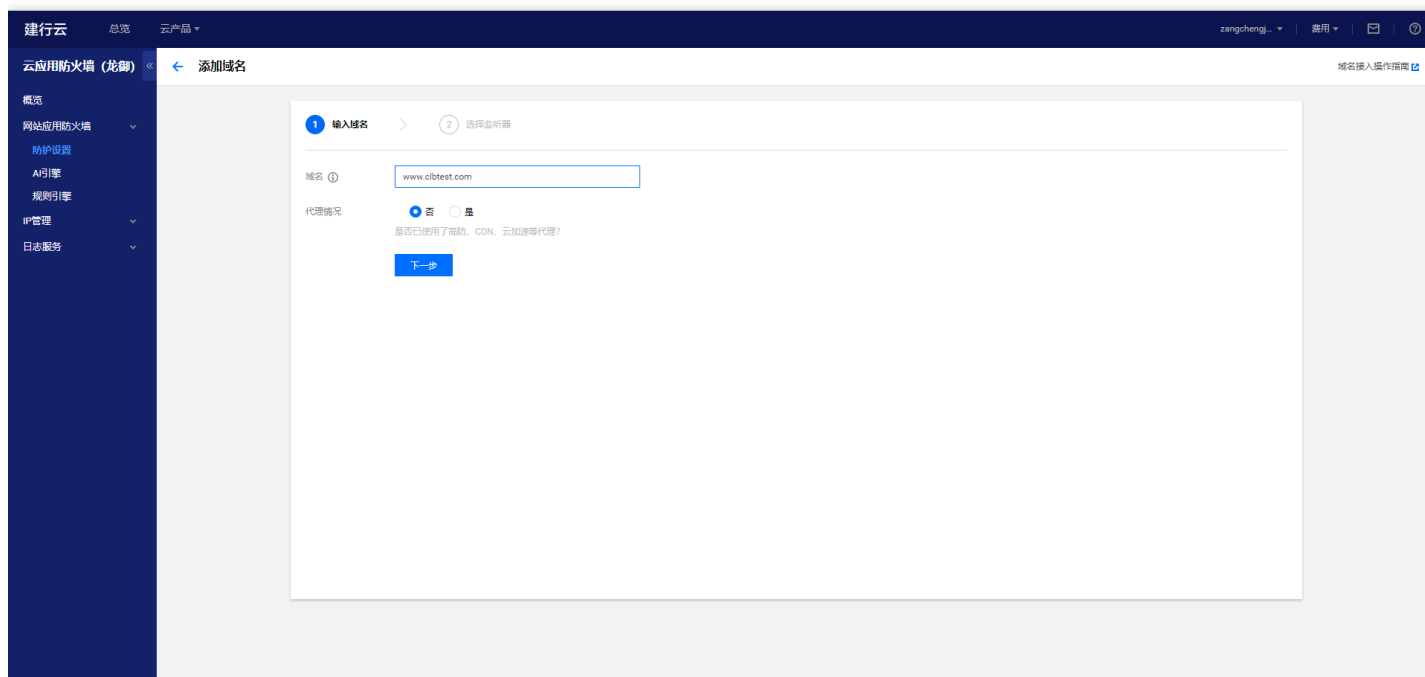 建行云 总览 云产品 zangchengj... 费用
云应用防火墙（龙御） 添加域名 域名接入操作指南
概览
网站应用防火墙
防护设置
AI引擎
规则引擎
IP管理
日志服务
1 输入域名 2 选择监听器
域名 www.clbtest.com
代理情况 否 是
是否已使用了高防、CDN、云加速等代理?
下一步